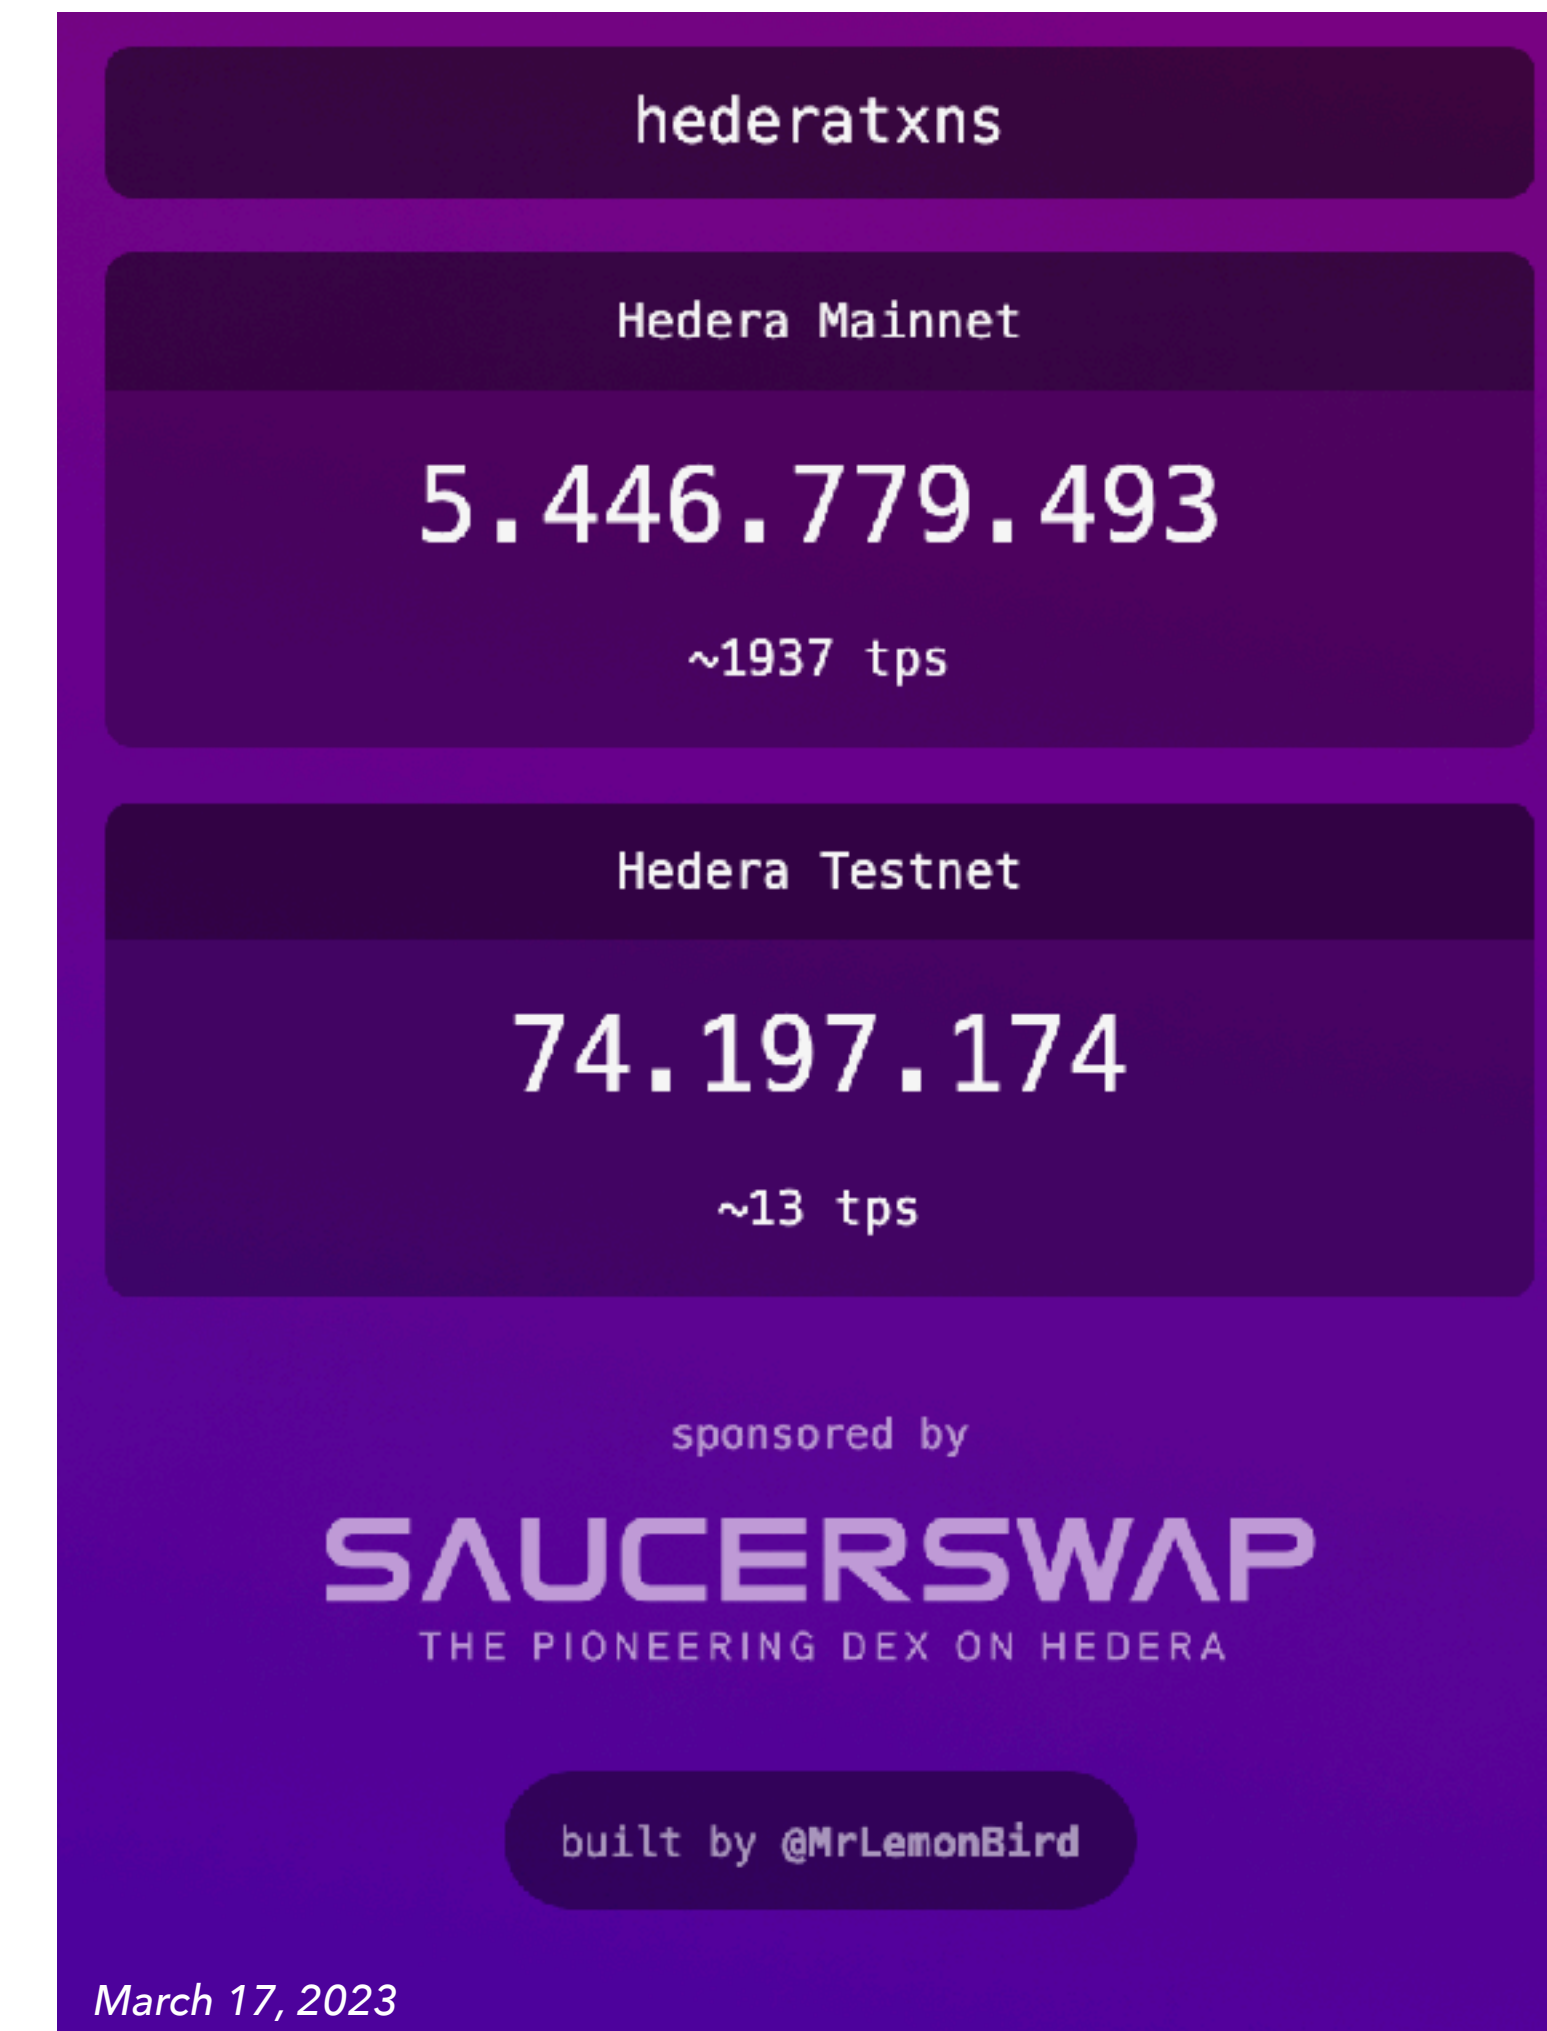 hederatxns
Hedera Mainnet
5.446.779.493
~1937 tps
Hedera Testnet
74.197.174
~13 tps
sponsored by
SAUCERSWAP
THE PIONEERING DEX ON HEDERA
built by @MrLemonBird
March 17, 2023